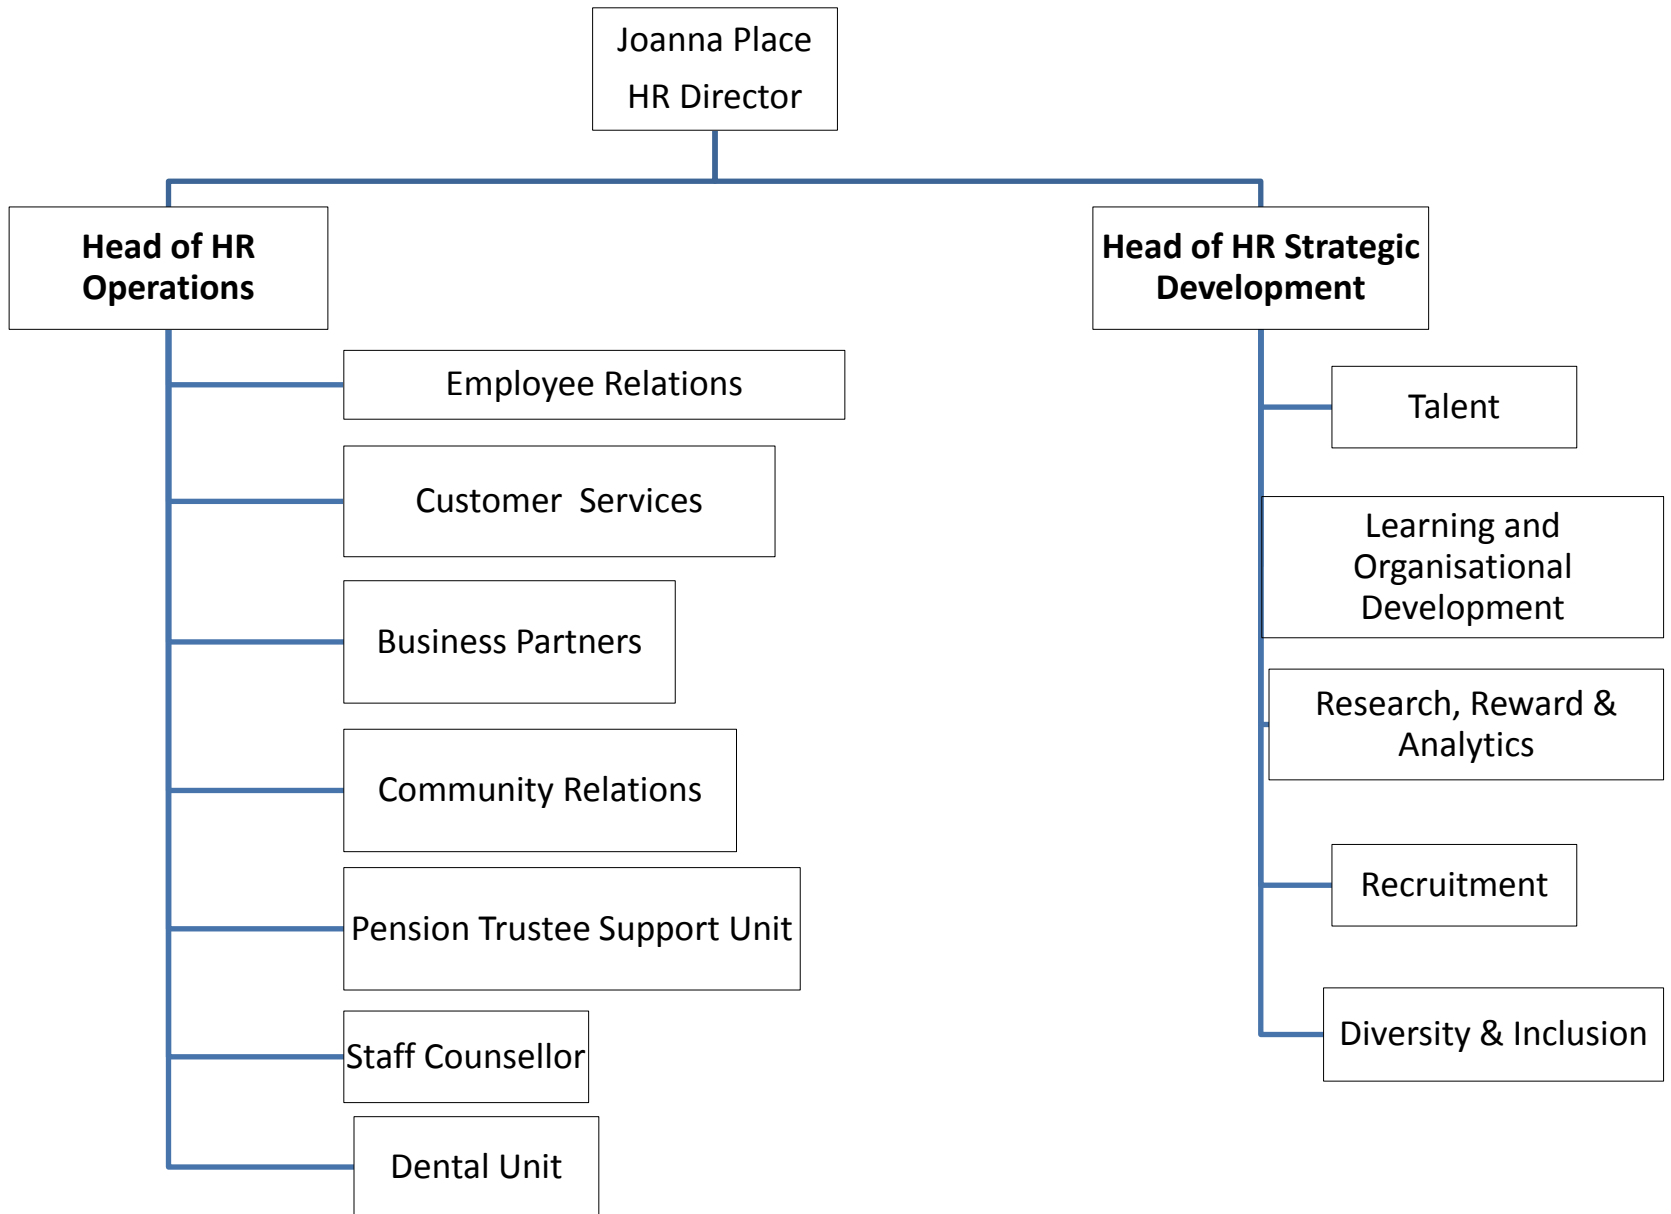 Joanna Place
HR Director
Head of HR
Operations
Employee Relations
Customer  Services
Business Partners
Community Relations
Pension Trustee Support Unit
Staff Counsellor
Dental Unit
Head of HR Strategic
Development
Talent
Learning and
Organisational
Development
Research, Reward &
Analytics
Recruitment
Diversity & Inclusion